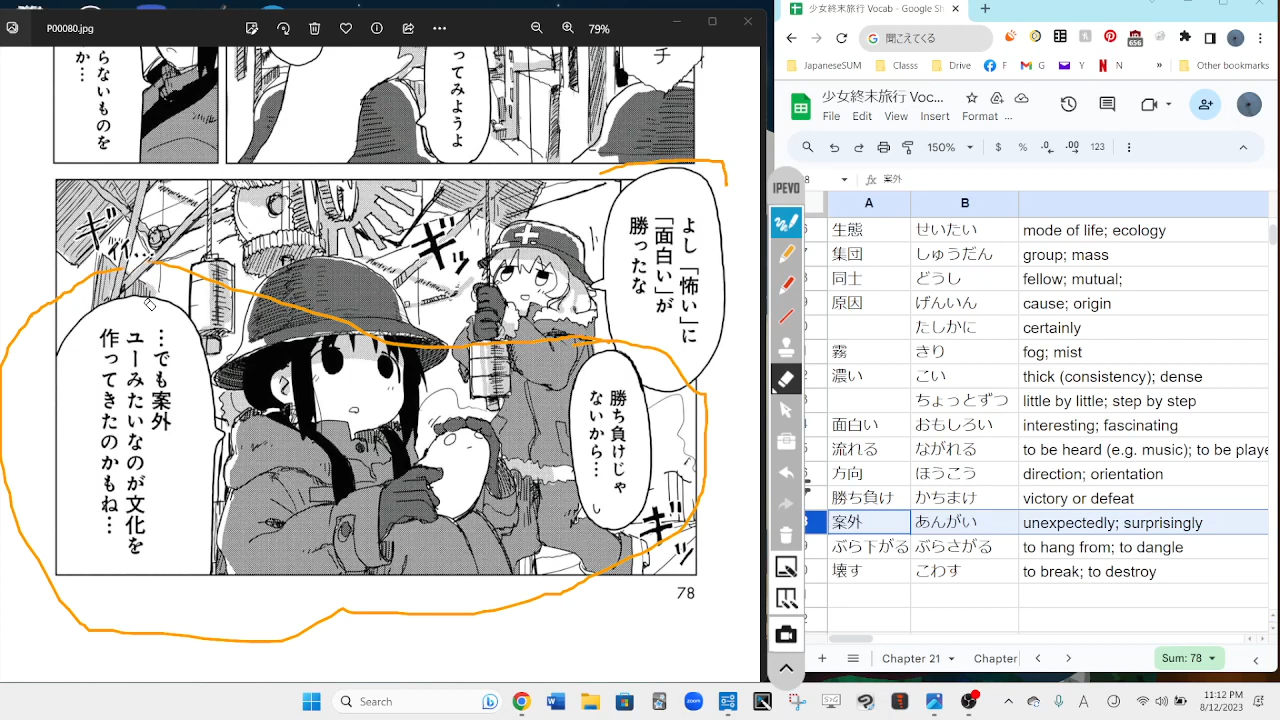 P00080.jpg
79%
少女終末旅行 Vocab - Google Sh
聞こえてる
656
JapaneseSUM
Classs
Drive
F
G
Y
N
»
Other bookmarks
少女終末旅行 Voc...
File Edit View Insert Format ...
150%
$ % .0 .00 123
案外
IPEVO
らないものを
か…
ってみようよ
チ
よし「怖い」に
「面白い」が
勝ったな
ギッ
ギィィ…
勝ち負けじゃ
ないから…
…でも案外
ユーみたいなのが文化を
作ってきたのかもね…
ギッ
78
A B
生態 せいたい mode of life; ecology
集団 しゅうだん group; mass
同士 どうし fellow; mutual;
原因 げんいん cause; origin
確かに たしかに certainly
霧 きり fog; mist
濃い こい thick (consistency); dense
ちょっとずつ little by little; step by step
面白い おもしろい interesting; fascinating
流れる ながれる to be heard (e.g. music); to be playe
方向 ほうこう direction; orientation
勝ち負け かちまけ victory or defeat
案外 あんがい unexpectedly; surprisingly
ぶら下がる ぶらさがる to hang from; to dangle
壊す こわす to break; to destroy
Chapter 21
Chapter
Sum: 78
Search
zoom
A
11:12 PM
8/12/2023